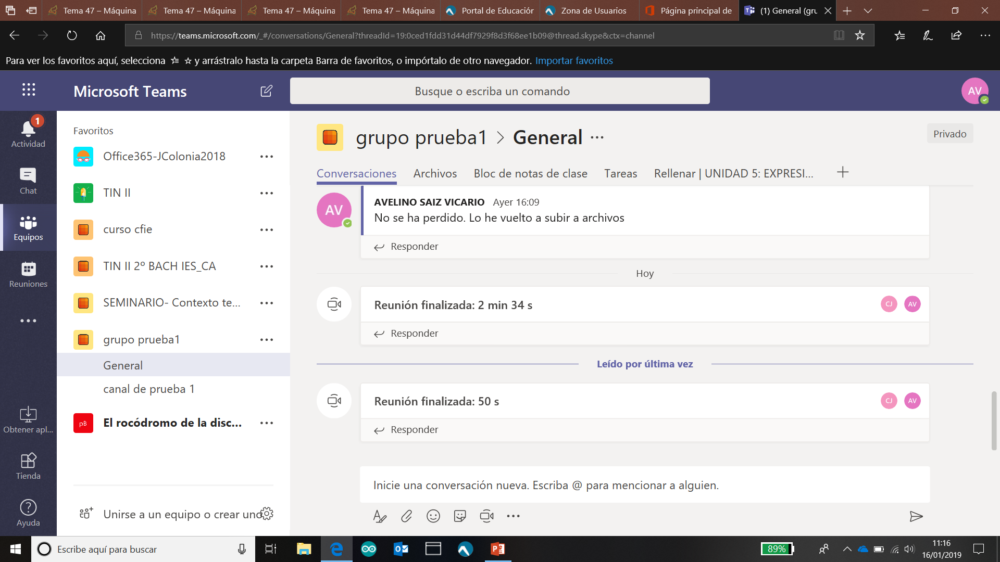 Tema 47 – Máquina
Tema 47 – Máquina
Tema 47 – Máquina
Tema 47 – Máquina
Portal de Educación
Zona de Usuarios
Página principal de
(1) General (gru
https://teams.microsoft.com/_#/conversations/General?threadId=19:0ced1fdd31d44df7929f8d3f68ee1b09@thread.skype&ctx=channel
Para ver los favoritos aquí, selecciona y arrástralo hasta la carpeta Barra de favoritos, o impórtalo de otro navegador. Importar favoritos
Microsoft Teams
Busque o escriba un comando
AV
1
Actividad
Chat
Equipos
Reuniones
Obtener apl...
Tienda
Ayuda
Favoritos
Office365-JColonia2018
TIN II
curso cfie
TIN II 2º BACH IES_CA
SEMINARIO- Contexto te...
grupo prueba1
General
canal de prueba 1
pB
El rocódromo de la disc...
Unirse a un equipo o crear uno
grupo prueba1 > General
Privado
Conversaciones
Archivos
Bloc de notas de clase
Tareas
Rellenar | UNIDAD 5: EXPRESI...
AV
AVELINO SAIZ VICARIO Ayer 16:09
No se ha perdido. Lo he vuelto a subir a archivos
Responder
Hoy
Reunión finalizada: 2 min 34 s
CJ
AV
Responder
Leído por última vez
Reunión finalizada: 50 s
CJ
AV
Responder
Inicie una conversación nueva. Escriba @ para mencionar a alguien.
Escribe aquí para buscar
89%
11:16
16/01/2019